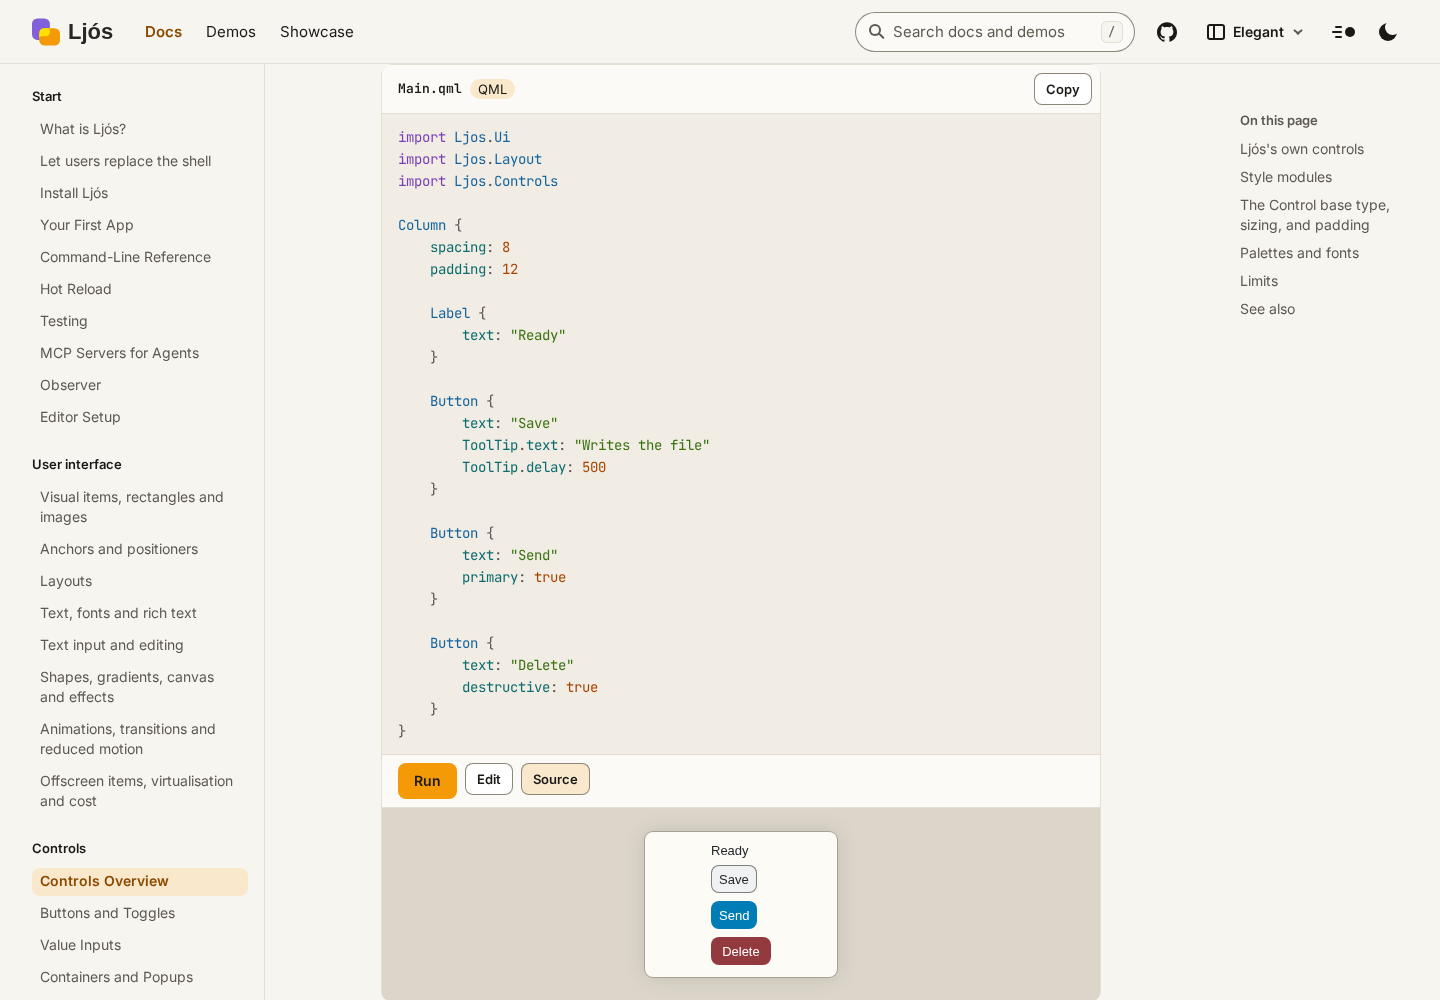 Ljós
Docs
Demos
Showcase
Search docs and demos
/
Elegant
Start
What is Ljós?
Let users replace the shell
Install Ljós
Your First App
Command-Line Reference
Hot Reload
Testing
MCP Servers for Agents
Observer
Editor Setup
User interface
Visual items, rectangles and
images
Anchors and positioners
Layouts
Text, fonts and rich text
Text input and editing
Shapes, gradients, canvas
and effects
Animations, transitions and
reduced motion
Offscreen items, virtualisation
and cost
Controls
Controls Overview
Buttons and Toggles
Value Inputs
Containers and Popups
Main.qml
QML
Copy
import Ljos.Ui
import Ljos.Layout
import Ljos.Controls
Column {
    spacing: 8
    padding: 12
    Label {
        text: "Ready"
    }
    Button {
        text: "Save"
        ToolTip.text: "Writes the file"
        ToolTip.delay: 500
    }
    Button {
        text: "Send"
        primary: true
    }
    Button {
        text: "Delete"
        destructive: true
    }
}
Run
Edit
Source
Ready
Save
Send
Delete
On this page
Ljós's own controls
Style modules
The Control base type,
sizing, and padding
Palettes and fonts
Limits
See also